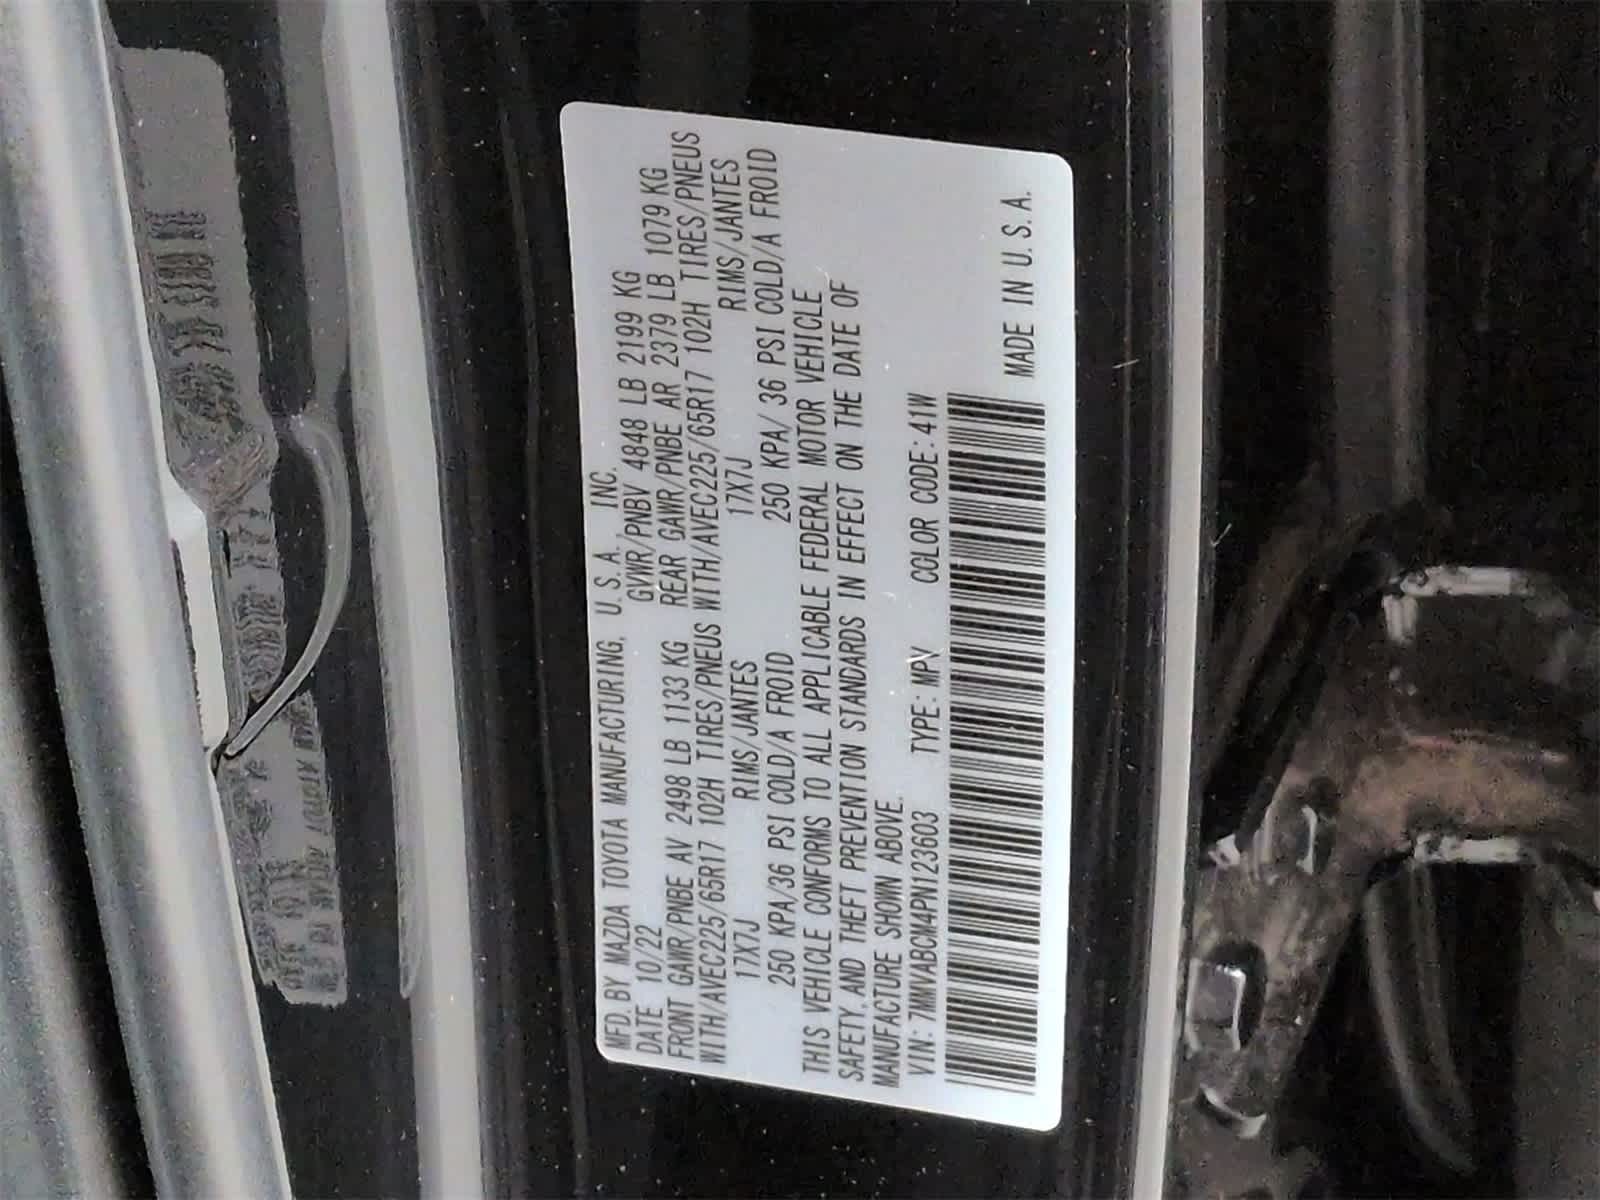 MFD. BY MAZDA TOYOTA MANUFACTURING, U.S.A. INC.
DATE 10/22 GVWR/PNBV 4848 LB 2199 KG
FRONT GAWR/PNBE AV 2498 LB 1133 KG REAR GAWR/PNBE AR 2379 LB 1079 KG
WITH/AVEC225/65R17 102H TIRES/PNEUS WITH/AVEC225/65R17 102H TIRES/PNEUS
17X7J RIMS/JANTES 17X7J RIMS/JANTES
250 KPA/36 PSI COLD/A FROID 250 KPA/ 36 PSI COLD/A FROID
THIS VEHICLE CONFORMS TO ALL APPLICABLE FEDERAL MOTOR VEHICLE
SAFETY, AND THEFT PREVENTION STANDARDS IN EFFECT ON THE DATE OF
MANUFACTURE SHOWN ABOVE.
VIN: 7MMVABCM4PN123603 TYPE: MPV COLOR CODE: 41W
MADE IN U.S.A.